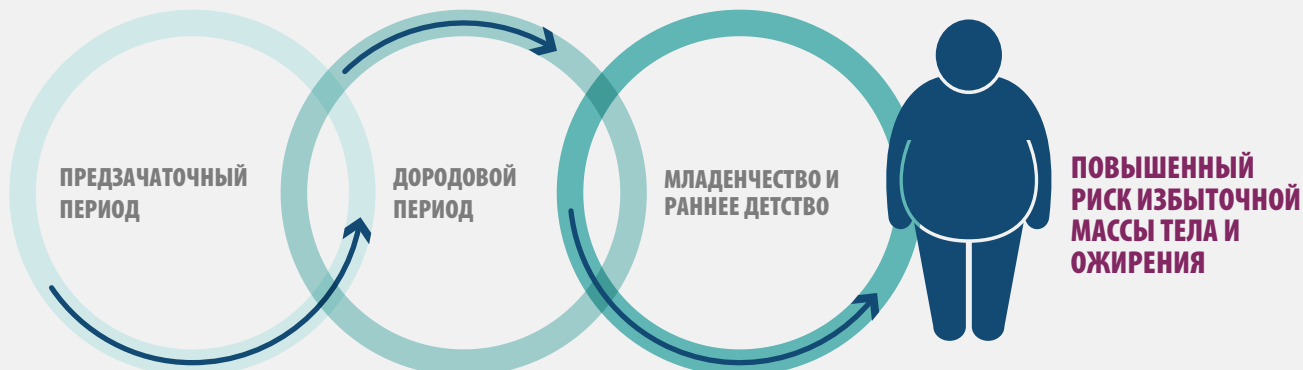 ПРЕДЗАЧАТОЧНЫЙ
ПЕРИОД
ДОРОДОВОЙ
ПЕРИОД
МЛАДЕНЧЕСТВО И
РАННЕЕ ДЕТСТВО
ПОВЫШЕННЫЙ
РИСК ИЗБЫТОЧНОЙ
МАССЫ ТЕЛА И
ОЖИРЕНИЯ